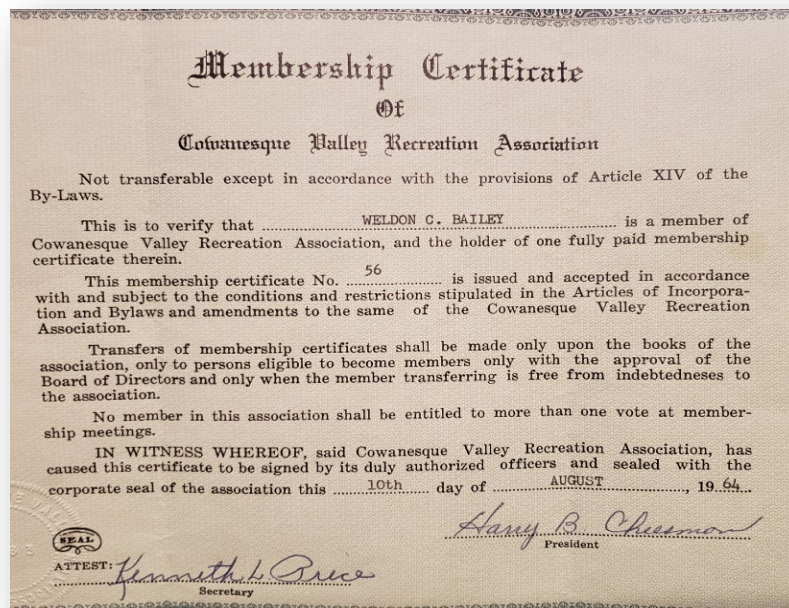 Membership Certificate
Of
Cowanesque Valley Recreation Association
Not transferable except in accordance with the provisions of Article XIV of the
By-Laws.
This is to verify that WELDON C. BAILEY is a member of
Cowanesque Valley Recreation Association, and the holder of one fully paid membership
certificate therein.
This membership certificate No. 56 is issued and accepted in accordance
with and subject to the conditions and restrictions stipulated in the Articles of Incorpora-
tion and Bylaws and amendments to the same of the Cowanesque Valley Recreation
Association.
Transfers of membership certificates shall be made only upon the books of the
association, only to persons eligible to become members only with the approval of the
Board of Directors and only when the member transferring is free from indebtedneses to
the association.
No member in this association shall be entitled to more than one vote at member-
ship meetings.
IN WITNESS WHEREOF, said Cowanesque Valley Recreation Association, has
caused this certificate to be signed by its duly authorized officers and sealed with the
corporate seal of the association this 10th day of AUGUST, 19 64.
Harry B.
President
SEAL
ATTEST: Kenneth L.
Secretary